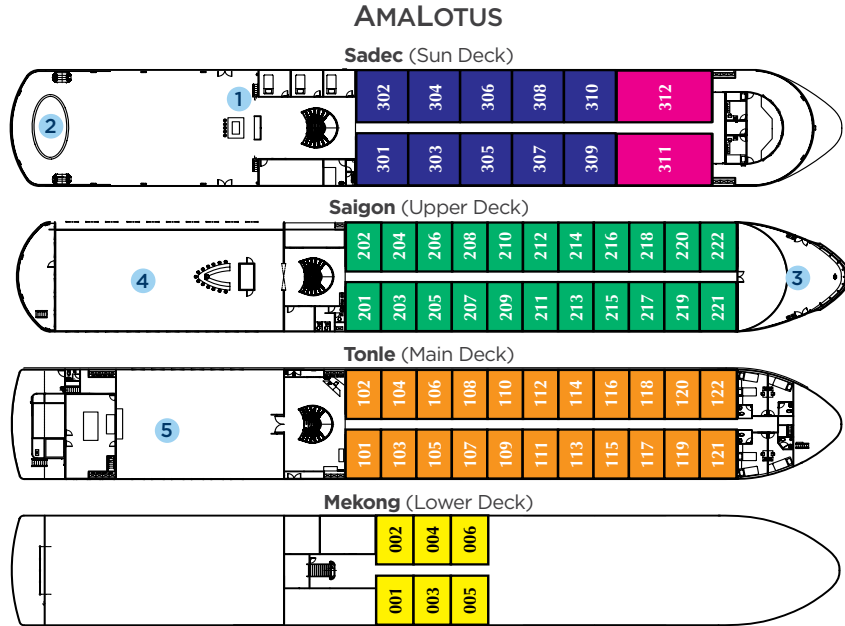 AMALOTUS
Sadec (Sun Deck)
302 304 306 308 310 312
1
2
301 303 305 307 309 311
Saigon (Upper Deck)
202 204 206 208 210 212 214 216 218 220 222
4
3
201 203 205 207 209 211 213 215 217 219 221
Tonle (Main Deck)
102 104 106 108 110 112 114 116 118 120 122
5
101 103 105 107 109 111 113 115 117 119 121
Mekong (Lower Deck)
002 004 006
001 003 005